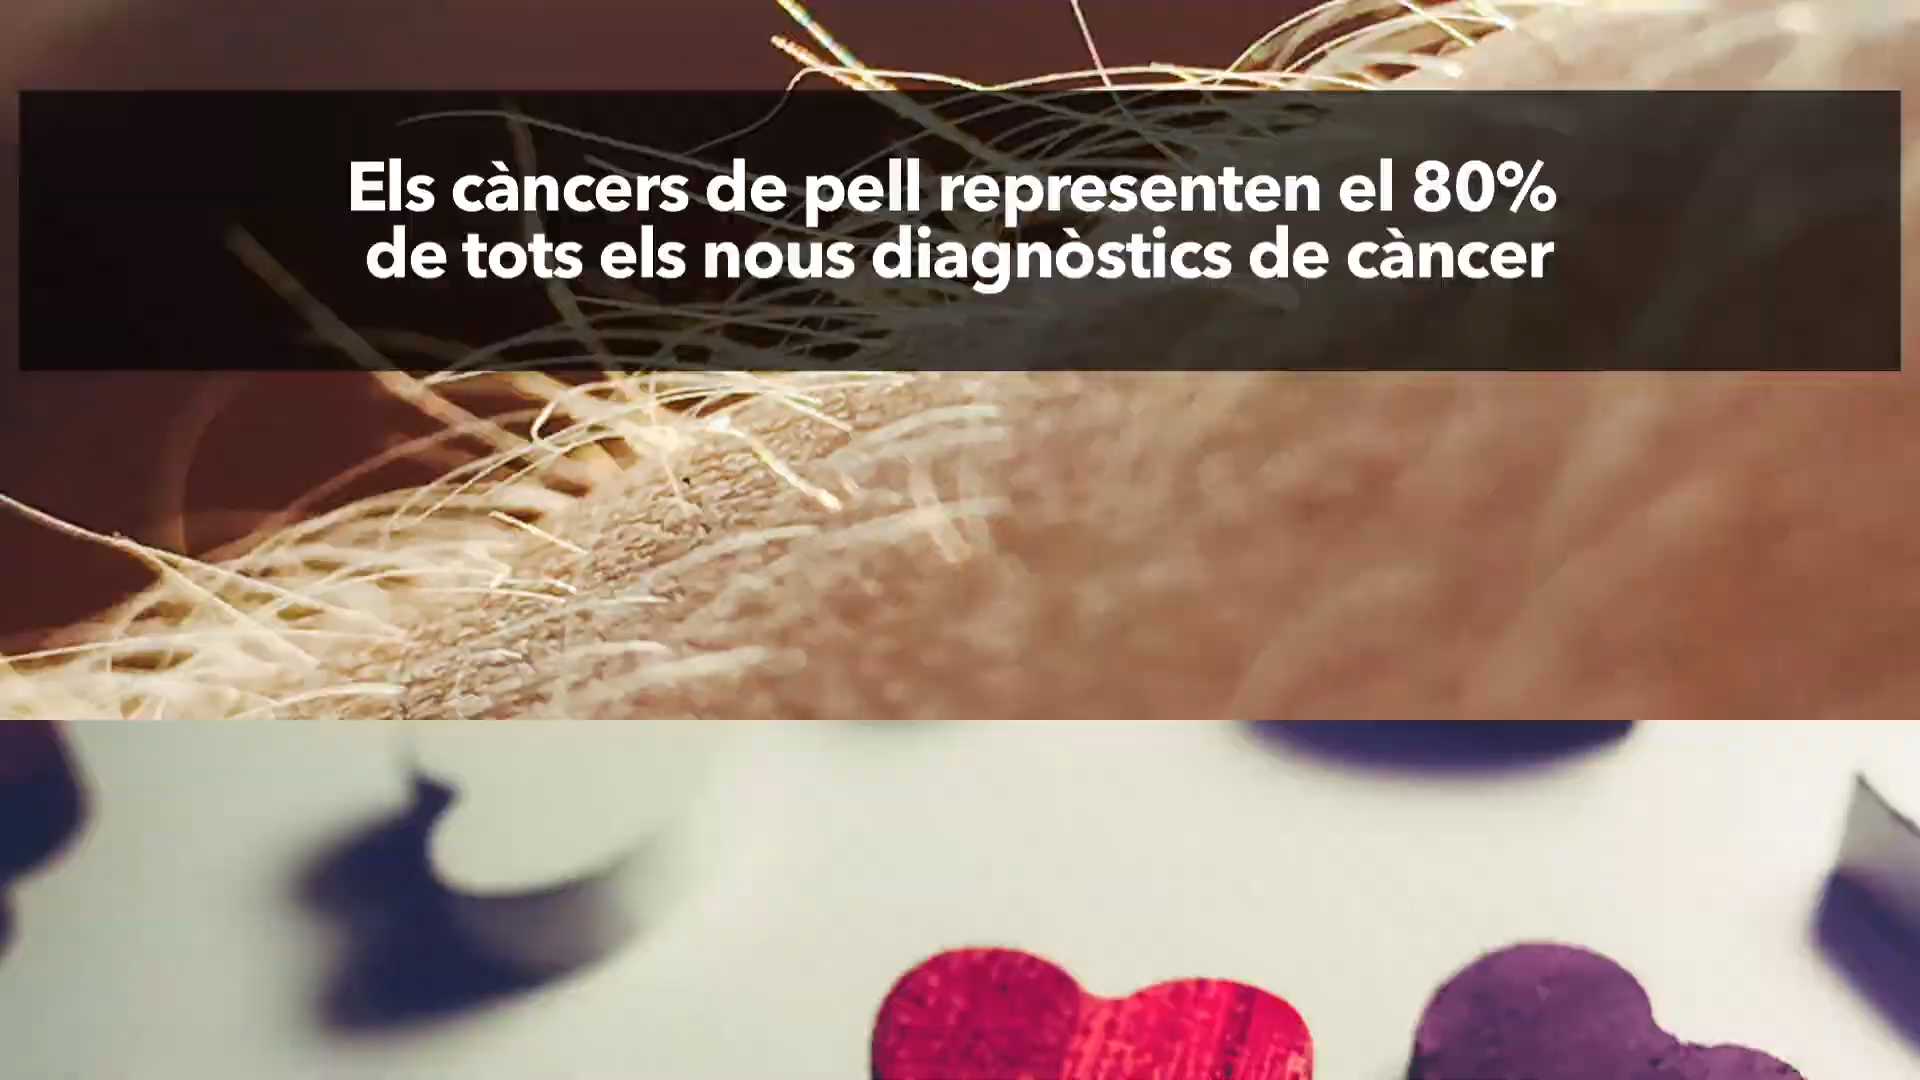 Els càncers de pell representen el 80%
de tots els nous diagnòstics de càncer